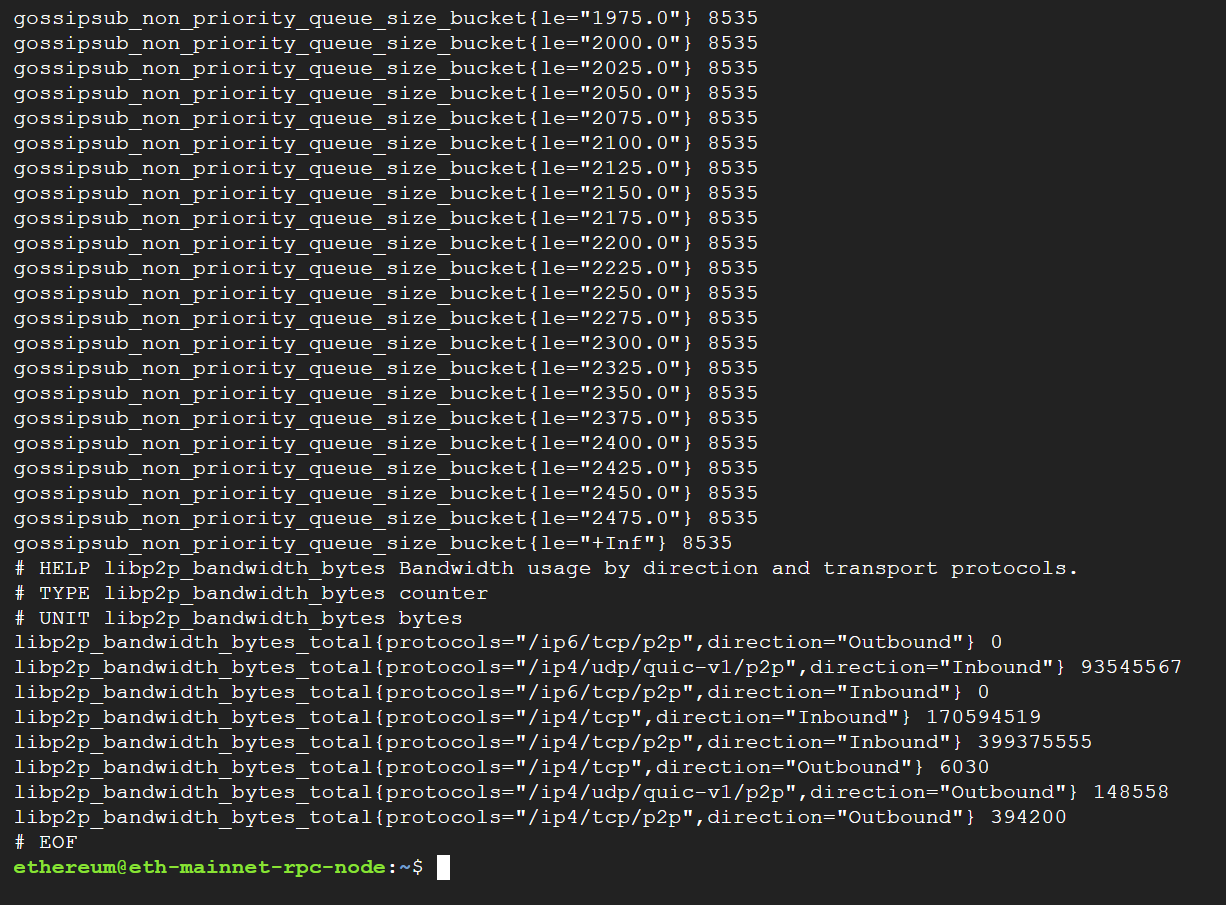 gossipsub_non_priority_queue_size_bucket{le="1975.0"} 8535
gossipsub_non_priority_queue_size_bucket{le="2000.0"} 8535
gossipsub_non_priority_queue_size_bucket{le="2025.0"} 8535
gossipsub_non_priority_queue_size_bucket{le="2050.0"} 8535
gossipsub_non_priority_queue_size_bucket{le="2075.0"} 8535
gossipsub_non_priority_queue_size_bucket{le="2100.0"} 8535
gossipsub_non_priority_queue_size_bucket{le="2125.0"} 8535
gossipsub_non_priority_queue_size_bucket{le="2150.0"} 8535
gossipsub_non_priority_queue_size_bucket{le="2175.0"} 8535
gossipsub_non_priority_queue_size_bucket{le="2200.0"} 8535
gossipsub_non_priority_queue_size_bucket{le="2225.0"} 8535
gossipsub_non_priority_queue_size_bucket{le="2250.0"} 8535
gossipsub_non_priority_queue_size_bucket{le="2275.0"} 8535
gossipsub_non_priority_queue_size_bucket{le="2300.0"} 8535
gossipsub_non_priority_queue_size_bucket{le="2325.0"} 8535
gossipsub_non_priority_queue_size_bucket{le="2350.0"} 8535
gossipsub_non_priority_queue_size_bucket{le="2375.0"} 8535
gossipsub_non_priority_queue_size_bucket{le="2400.0"} 8535
gossipsub_non_priority_queue_size_bucket{le="2425.0"} 8535
gossipsub_non_priority_queue_size_bucket{le="2450.0"} 8535
gossipsub_non_priority_queue_size_bucket{le="2475.0"} 8535
gossipsub_non_priority_queue_size_bucket{le="+Inf"} 8535
# HELP libp2p_bandwidth_bytes Bandwidth usage by direction and transport protocols.
# TYPE libp2p_bandwidth_bytes counter
# UNIT libp2p_bandwidth_bytes bytes
libp2p_bandwidth_bytes_total{protocols="/ip6/tcp/p2p",direction="Outbound"} 0
libp2p_bandwidth_bytes_total{protocols="/ip4/udp/quic-v1/p2p",direction="Inbound"} 93545567
libp2p_bandwidth_bytes_total{protocols="/ip6/tcp/p2p",direction="Inbound"} 0
libp2p_bandwidth_bytes_total{protocols="/ip4/tcp",direction="Inbound"} 170594519
libp2p_bandwidth_bytes_total{protocols="/ip4/tcp/p2p",direction="Inbound"} 399375555
libp2p_bandwidth_bytes_total{protocols="/ip4/tcp",direction="Outbound"} 6030
libp2p_bandwidth_bytes_total{protocols="/ip4/udp/quic-v1/p2p",direction="Outbound"} 148558
libp2p_bandwidth_bytes_total{protocols="/ip4/tcp/p2p",direction="Outbound"} 394200
# EOF
ethereum@eth-mainnet-rpc-node:~$